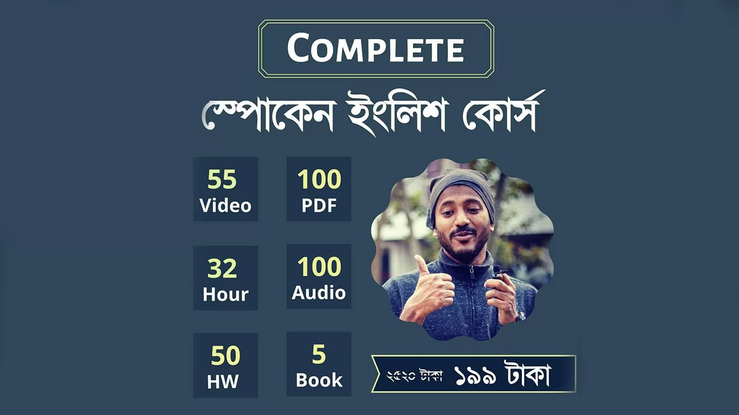 COMPLETE
স্পোকেন ইংলিশ কোর্স
55 100
Video PDF
32 100
Hour Audio
50 5
HW Book
২৫২০ টাকা ১৯৯ টাকা